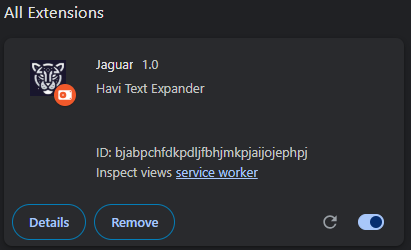 All Extensions
Jaguar 1.0
Havi Text Expander
ID: bjabpchfdkpdljfbhjmkpjaijojephpj
Inspect views service worker
Details
Remove